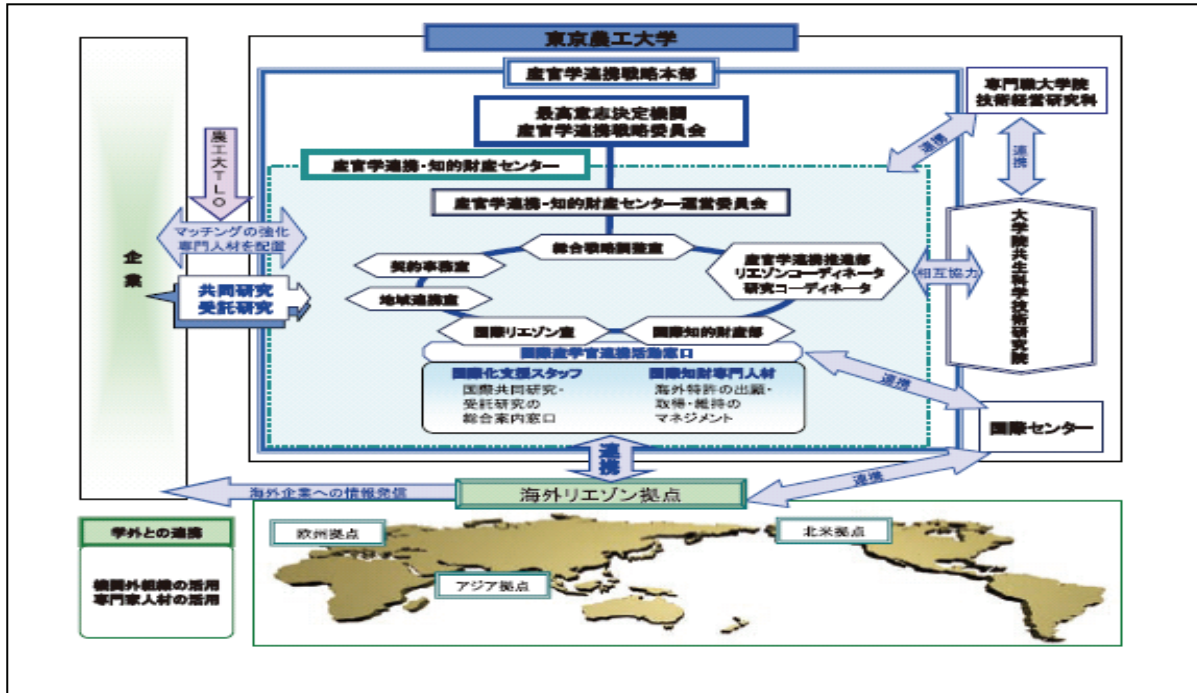 東京農工大学
産官学連携戦略本部
最高意志決定機関
産官学連携戦略委員会
専門職大学院
技術経営研究科
連携
連携
産官学連携・知的財産センター
農工大TLO
産官学連携・知的財産センター運営委員会
マッチングの強化
専門人材を配置
企業
共同研究
受託研究
総合戦略調整室
契約事務室
地域連携室
産官学連携推進部
リエゾンコーディネータ
研究コーディネータ
相互協力
大学院共生科学技術研究院
国際リエゾン室
国際知的財産部
国際産学官連携活動窓口
国際化支援スタッフ
国際共同研究・
受託研究の
総合案内窓口
国際知財専門人材
海外特許の出願・
取得・維持の
マネジメント
連携
国際センター
連携
連携
海外企業への情報発信
海外リエゾン拠点
学外との連携
機関外組織の活用
専門家人材の活用
欧州拠点
アジア拠点
北米拠点